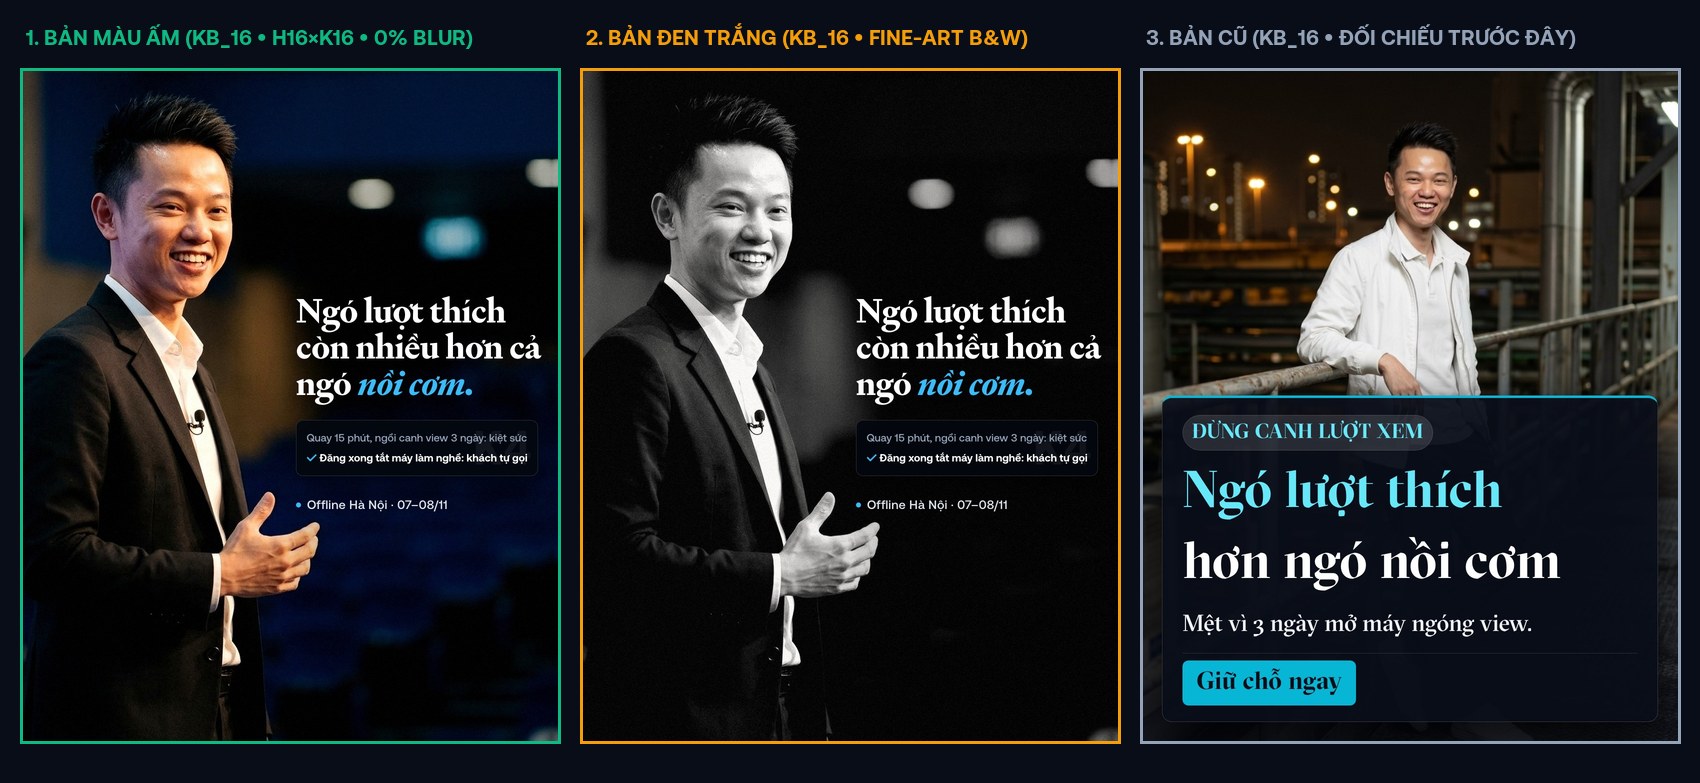 1. BẢN MÀU ẤM (KB_16 • H16×K16 • 0% BLUR)
Ngó lượt thích
còn nhiều hơn cả
ngó nồi cơm.
Quay 15 phút, ngồi canh view 3 ngày: kiệt sức
✓ Đăng xong tắt máy làm nghề: khách tự gọi
• Offline Hà Nội · 07–08/11
2. BẢN ĐEN TRẮNG (KB_16 • FINE-ART B&W)
Ngó lượt thích
còn nhiều hơn cả
ngó nồi cơm.
Quay 15 phút, ngồi canh view 3 ngày: kiệt sức
✓ Đăng xong tắt máy làm nghề: khách tự gọi
• Offline Hà Nội · 07–08/11
3. BẢN CŨ (KB_16 • ĐỐI CHIẾU TRƯỚC ĐÂY)
ĐỪNG CANH LƯỢT XEM
Ngó lượt thích
hơn ngó nồi cơm
Mệt vì 3 ngày mở máy ngóng view.
Giữ chỗ ngay